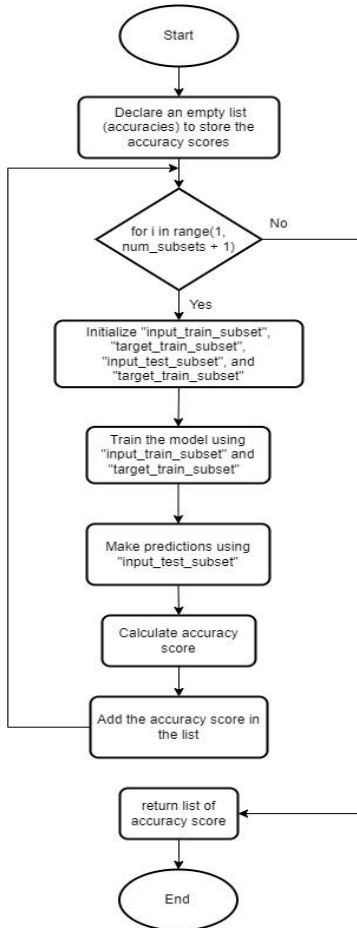 Start
Declare an empty list
(accuracies) to store the
accuracy scores
for i in range(1,
num_subsets + 1)
No
Yes
Initialize "input_train_subset",
"target_train_subset",
"input_test_subset", and
"target_train_subset"
Train the model using
"input_train_subset" and
"target_train_subset"
Make predictions using
"input_test_subset"
Calculate accuracy
score
Add the accuracy score in
the list
return list of
accuracy score
End